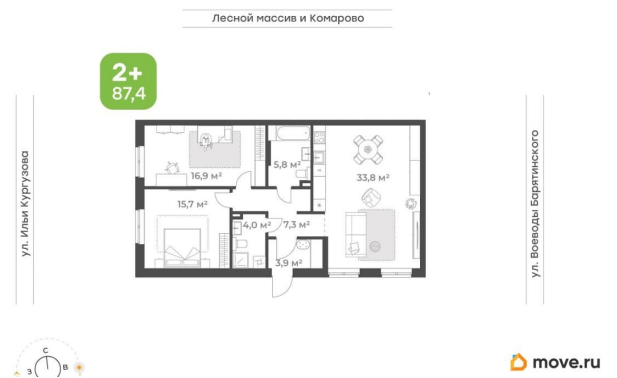 Лесной массив и Комарово
2+
87,4
ул. Ильи Кургузова
ул. Воеводы Барятинского
16,9 м²
5,8 м²
33,8 м²
15,7 м²
4,0 м²
7,3 м²
3,9 м²
С
З
В
move.ru